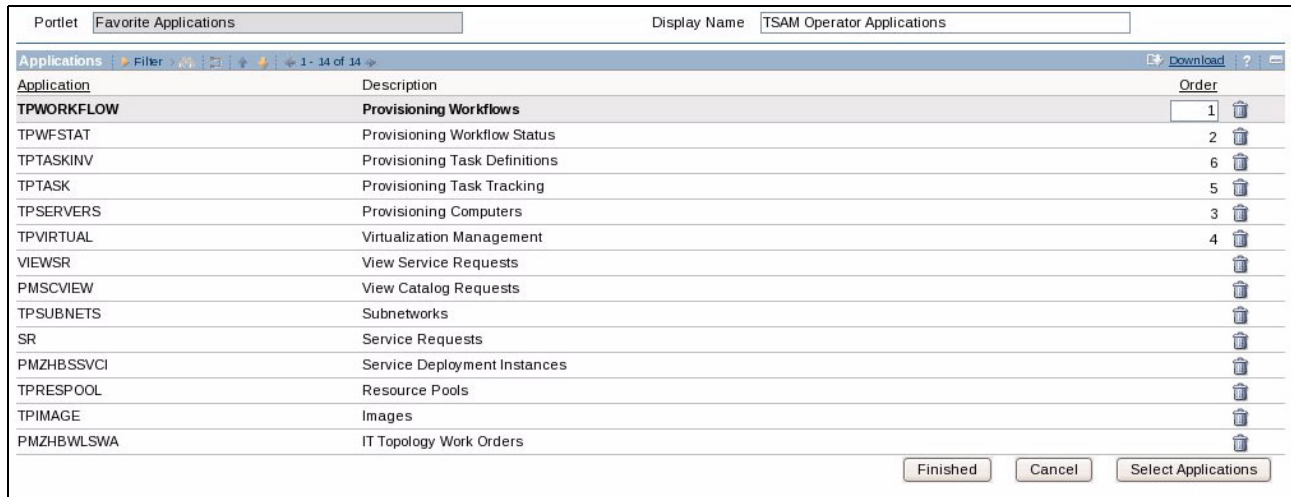 Portlet Favorite Applications Display Name TSAM Operator Applications
Applications Filter 1 - 14 of 14 Download ?
Application Description Order
TPWORKFLOW Provisioning Workflows 1
TPWFSTAT Provisioning Workflow Status 2
TPTASKINV Provisioning Task Definitions 6
TPTASK Provisioning Task Tracking 5
TPSERVERS Provisioning Computers 3
TPVIRTUAL Virtualization Management 4
VIEWSR View Service Requests
PMSCVIEW View Catalog Requests
TPSUBNETS Subnetworks
SR Service Requests
PMZHBSSVCI Service Deployment Instances
TPRESPOOL Resource Pools
TPIMAGE Images
PMZHBWLSWA IT Topology Work Orders
Finished Cancel Select Applications